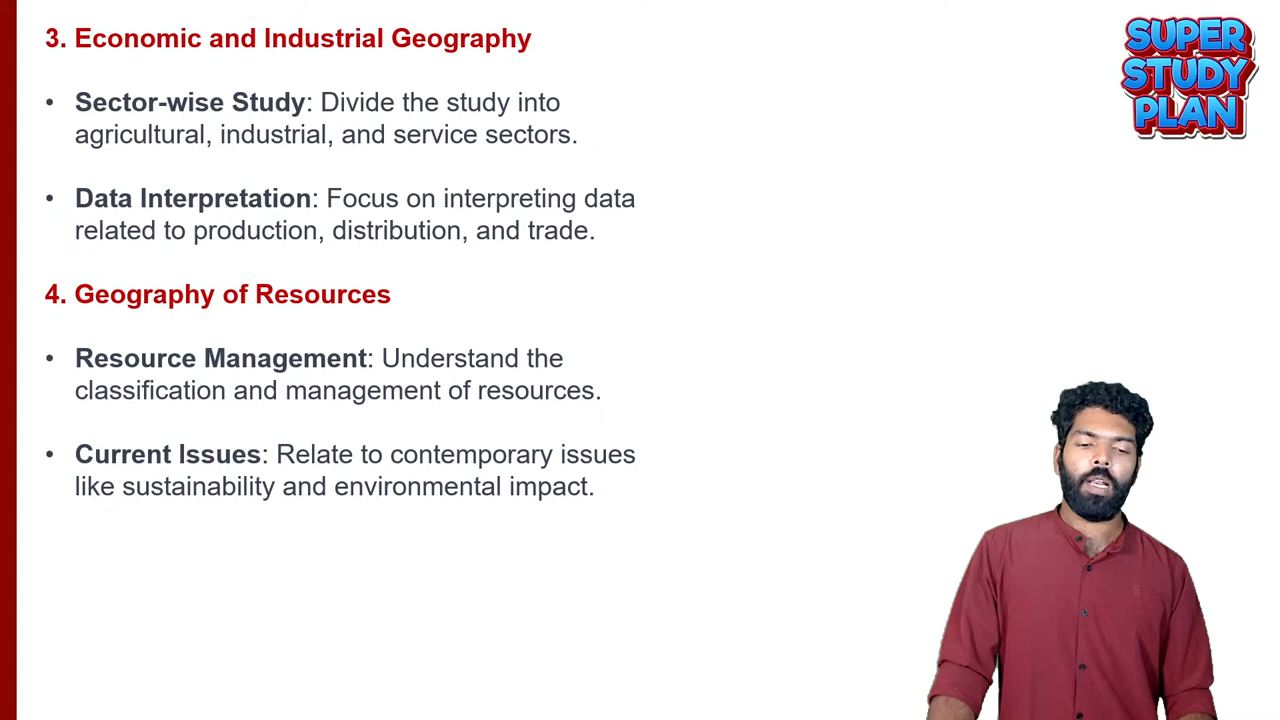 3. Economic and Industrial Geography
• Sector-wise Study: Divide the study into
agricultural, industrial, and service sectors.
• Data Interpretation: Focus on interpreting data
related to production, distribution, and trade.
4. Geography of Resources
• Resource Management: Understand the
classification and management of resources.
• Current Issues: Relate to contemporary issues
like sustainability and environmental impact.
SUPER
STUDY
PLAN